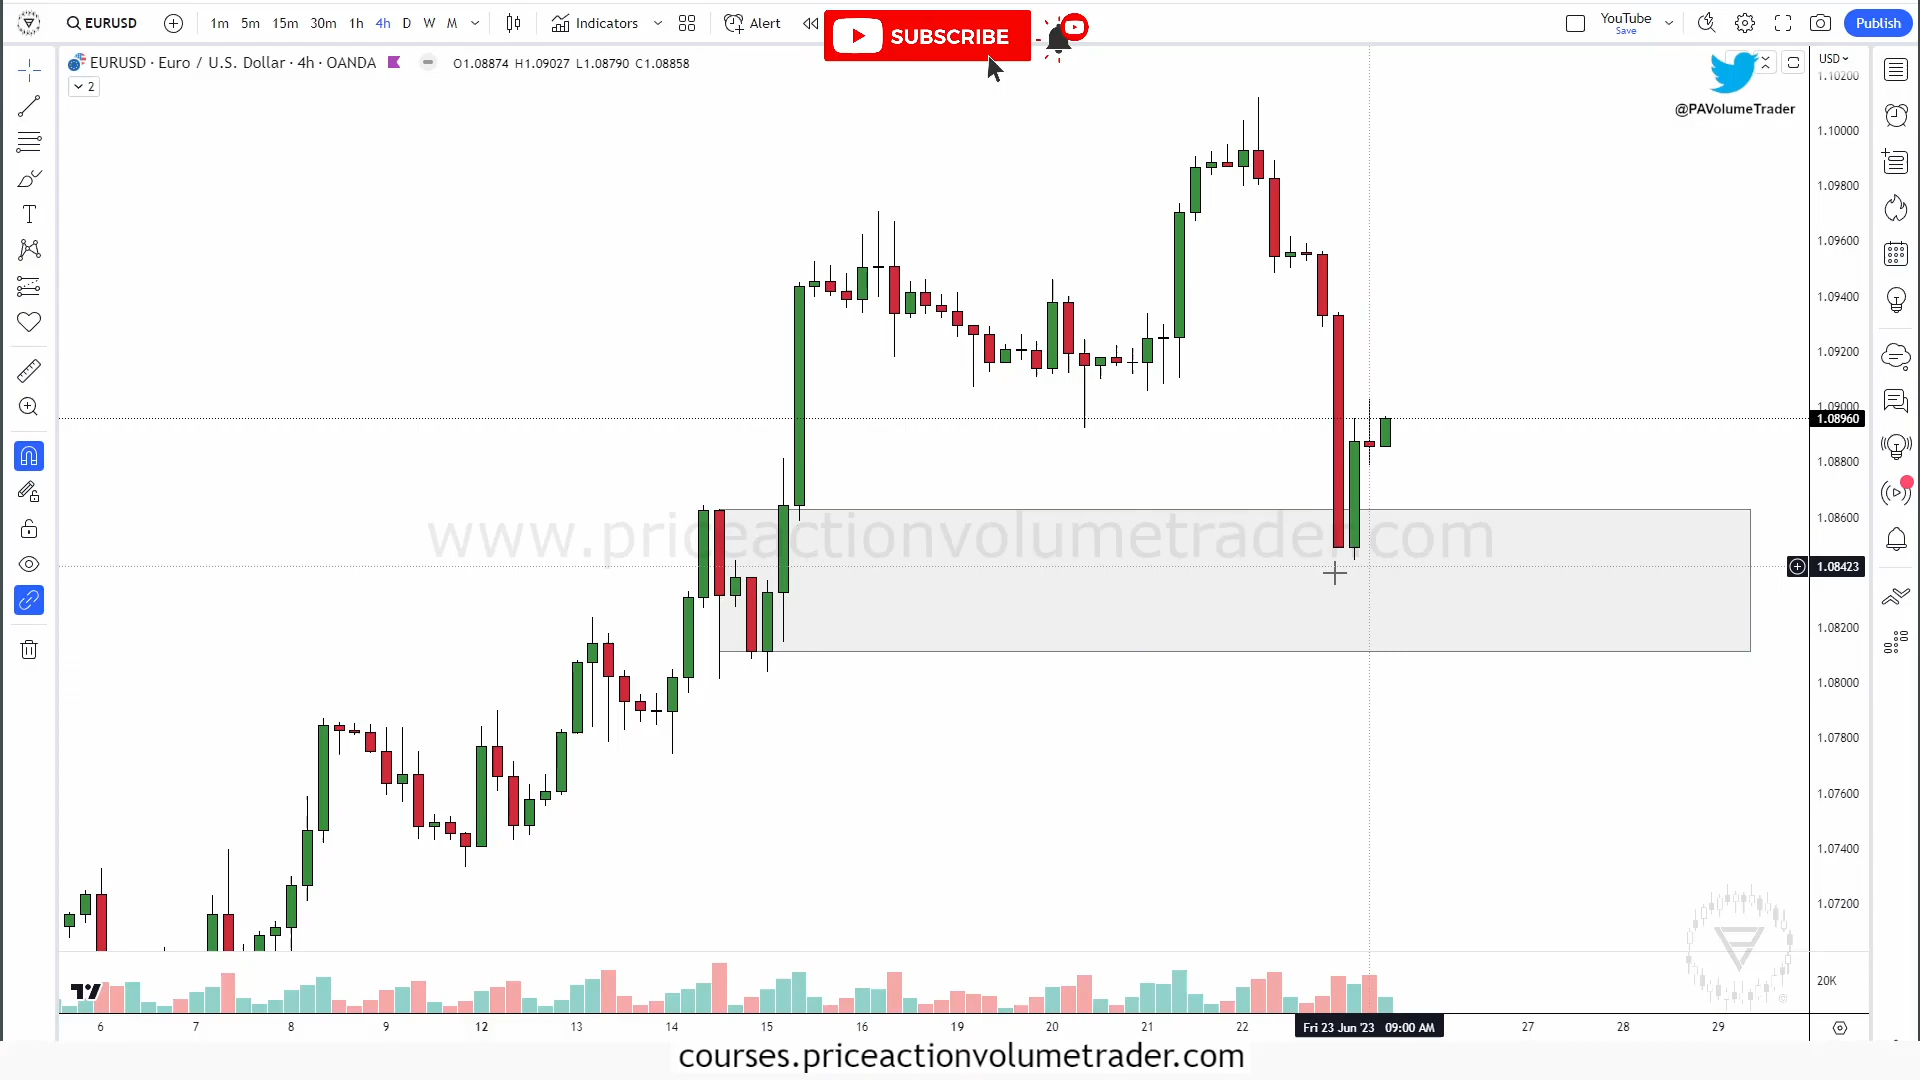 EURUSD
1m 5m 15m 30m 1h 4h D W M
Indicators
Alert
SUBSCRIBE
YouTube
Save
Publish
EURUSD · Euro / U.S. Dollar · 4h · OANDA
O1.08874 H1.09027 L1.08790 C1.08858
2
USD
@PAVolumeTrader
1.10200
1.10000
1.09800
1.09600
1.09400
1.09200
1.09000
1.08960
1.08800
1.08600
www.priceactionvolumetrader.com
1.08423
1.08200
1.08000
1.07800
1.07600
1.07400
1.07200
20K
6 7 8 9 12 13 14 15 16 19 20 21 22 Fri 23 Jun '23 09:00 AM 27 28 29
courses.priceactionvolumetrader.com